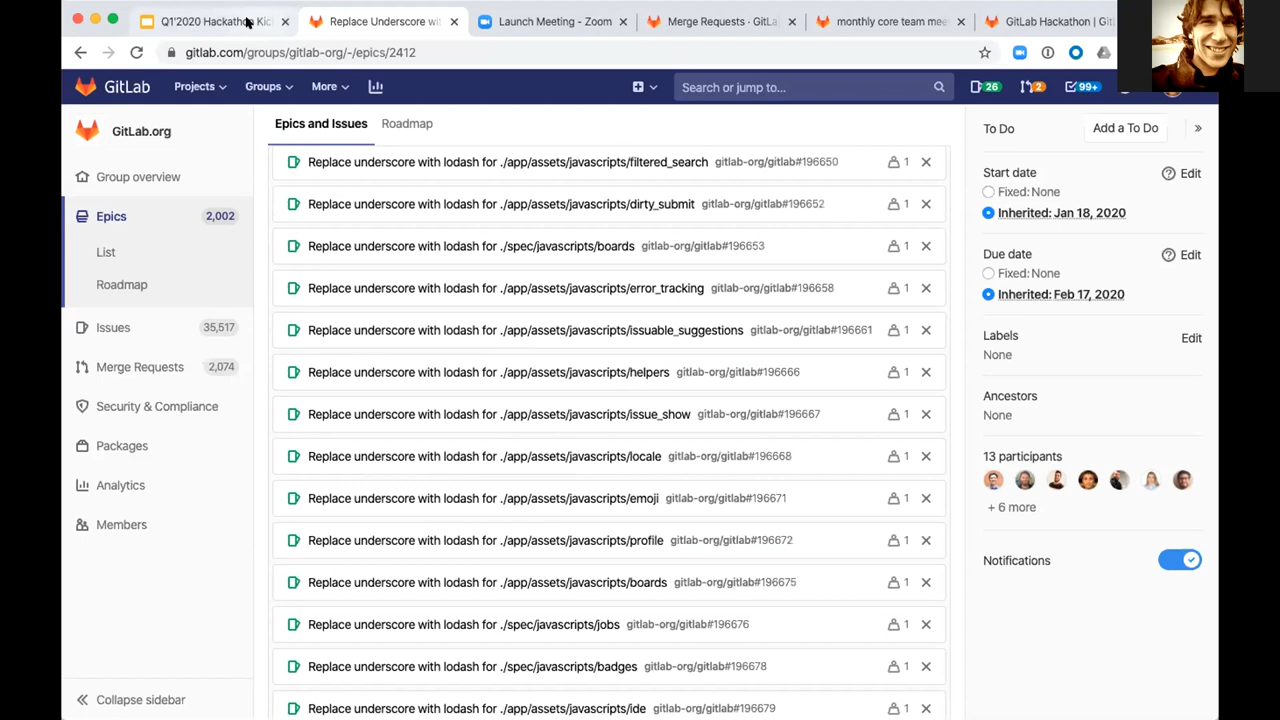 Q1'2020 Hackathon Kic
Replace Underscore wit
Launch Meeting - Zoom
Merge Requests · GitLa
monthly core team mee
GitLab Hackathon | Git
gitlab.com/groups/gitlab-org/-/epics/2412
GitLab
Projects
Groups
More
Search or jump to...
26
2
99+
GitLab.org
Group overview
Epics 2,002
List
Roadmap
Issues 35,517
Merge Requests 2,074
Security & Compliance
Packages
Analytics
Members
Collapse sidebar
Epics and Issues Roadmap
Replace underscore with lodash for ./app/assets/javascripts/filtered_search gitlab-org/gitlab#196650 1
Replace underscore with lodash for ./app/assets/javascripts/dirty_submit gitlab-org/gitlab#196652 1
Replace underscore with lodash for ./spec/javascripts/boards gitlab-org/gitlab#196653 1
Replace underscore with lodash for ./app/assets/javascripts/error_tracking gitlab-org/gitlab#196658 1
Replace underscore with lodash for ./app/assets/javascripts/issuable_suggestions gitlab-org/gitlab#196661 1
Replace underscore with lodash for ./app/assets/javascripts/helpers gitlab-org/gitlab#196666 1
Replace underscore with lodash for ./app/assets/javascripts/issue_show gitlab-org/gitlab#196667 1
Replace underscore with lodash for ./app/assets/javascripts/locale gitlab-org/gitlab#196668 1
Replace underscore with lodash for ./app/assets/javascripts/emoji gitlab-org/gitlab#196671 1
Replace underscore with lodash for ./app/assets/javascripts/profile gitlab-org/gitlab#196672 1
Replace underscore with lodash for ./app/assets/javascripts/boards gitlab-org/gitlab#196675 1
Replace underscore with lodash for ./spec/javascripts/jobs gitlab-org/gitlab#196676 1
Replace underscore with lodash for ./spec/javascripts/badges gitlab-org/gitlab#196678 1
Replace underscore with lodash for ./app/assets/javascripts/ide gitlab-org/gitlab#196679 1
To Do Add a To Do
Start date Edit
Fixed: None
Inherited: Jan 18, 2020
Due date Edit
Fixed: None
Inherited: Feb 17, 2020
Labels Edit
None
Ancestors
None
13 participants
+ 6 more
Notifications